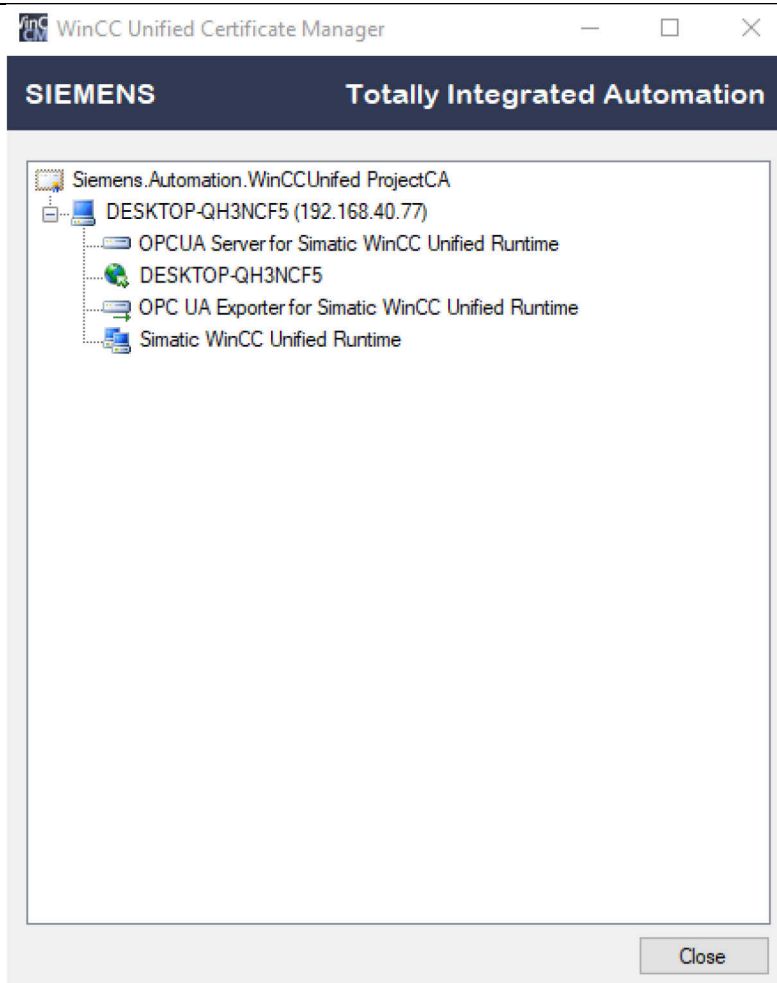 WinCC Unified Certificate Manager
SIEMENS Totally Integrated Automation
Siemens.Automation.WinCCUnifed ProjectCA
DESKTOP-QH3NCF5 (192.168.40.77)
OPCUA Server for Simatic WinCC Unified Runtime
DESKTOP-QH3NCF5
OPC UA Exporter for Simatic WinCC Unified Runtime
Simatic WinCC Unified Runtime
Close